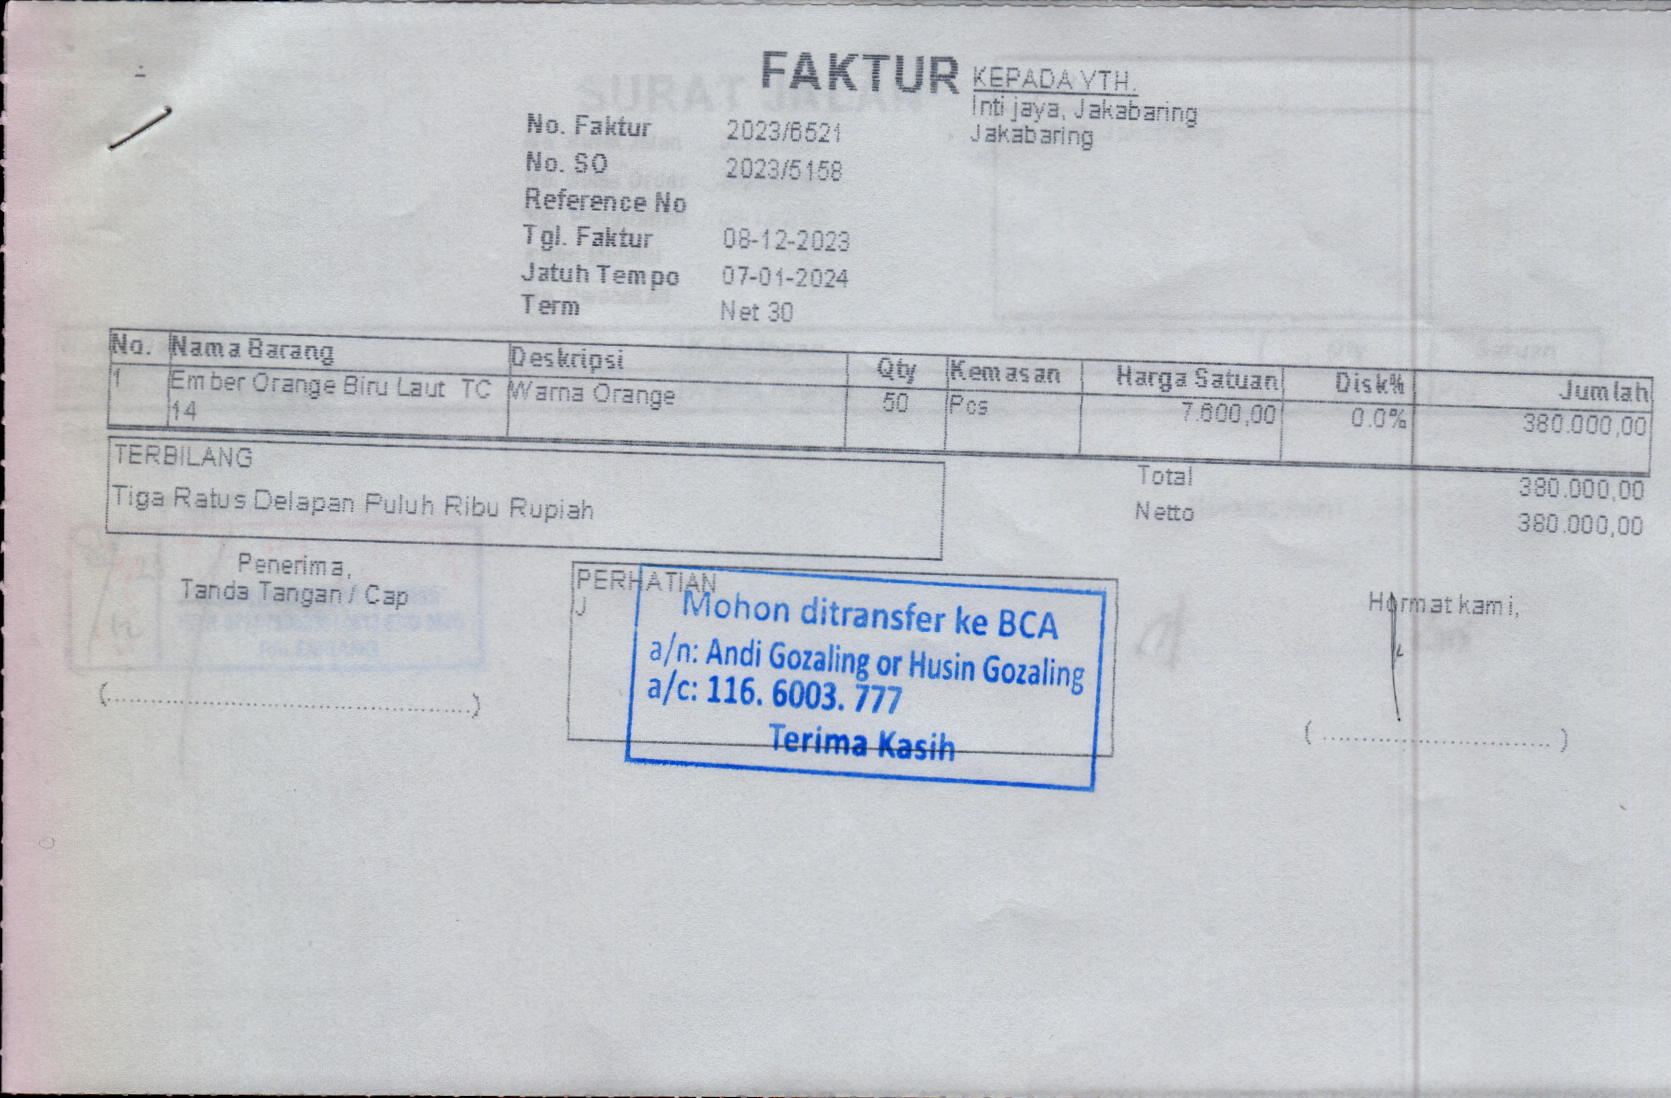 FAKTUR
KEPADA YTH.
Inti jaya, Jakabaring
Jakabaring
No. Faktur 2023/6521
No. SO 2023/5158
Reference No
Tgl. Faktur 08-12-2023
Jatuh Tempo 07-01-2024
Term Net 30
No. Nama Barang Deskripsi Qty Kemasan Harga Satuan Disk% Jumlah
1 Ember Orange Biru Laut TC Warna Orange 50 Pcs 7.600,00 0.0% 380.000,00
14
TERBILANG
Tiga Ratus Delapan Puluh Ribu Rupiah
Total 380.000,00
Netto 380.000,00
Penerima,
Tanda Tangan / Cap
PERHATIAN
J
Mohon ditransfer ke BCA
a/n: Andi Gozaling or Husin Gozaling
a/c: 116. 6003. 777
Terima Kasih
Hormat kami,
(..................................................)
( ................................ )
SURAT JALAN